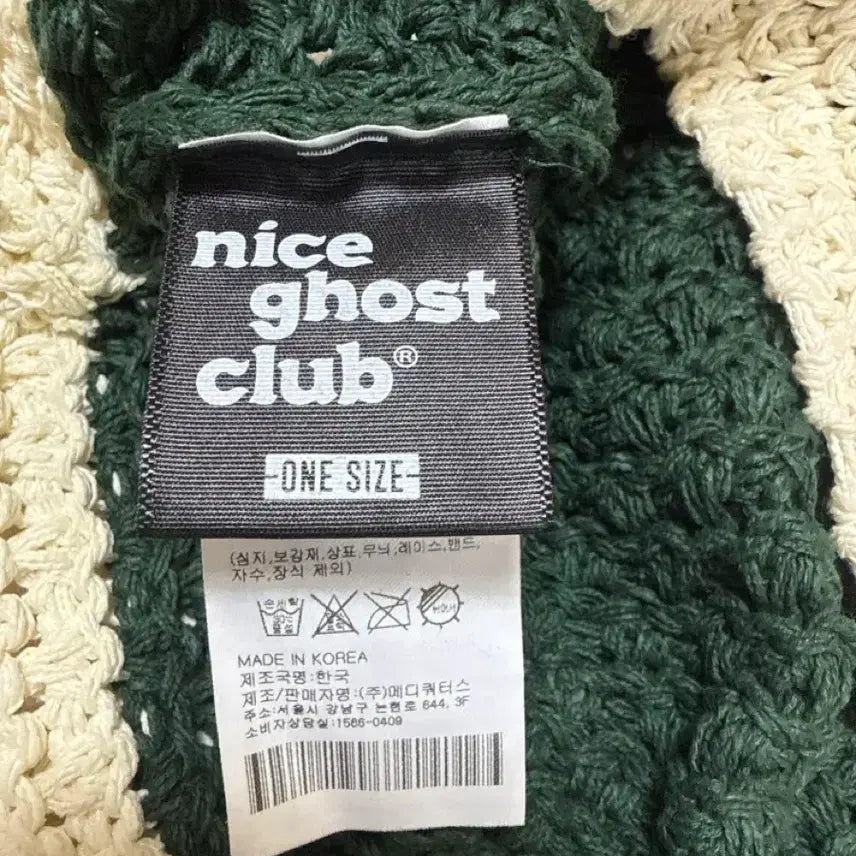 nice
ghost
club®
ONE SIZE
(심지,보강재,상표,무늬,레이스,밴드,
자수,장식 제외)
MADE IN KOREA
제조국명:한국
제조/판매자명:(주)메디쿼터스
주소:서울시 강남구 논현로 644, 3F
소비자상담실:1566-0409